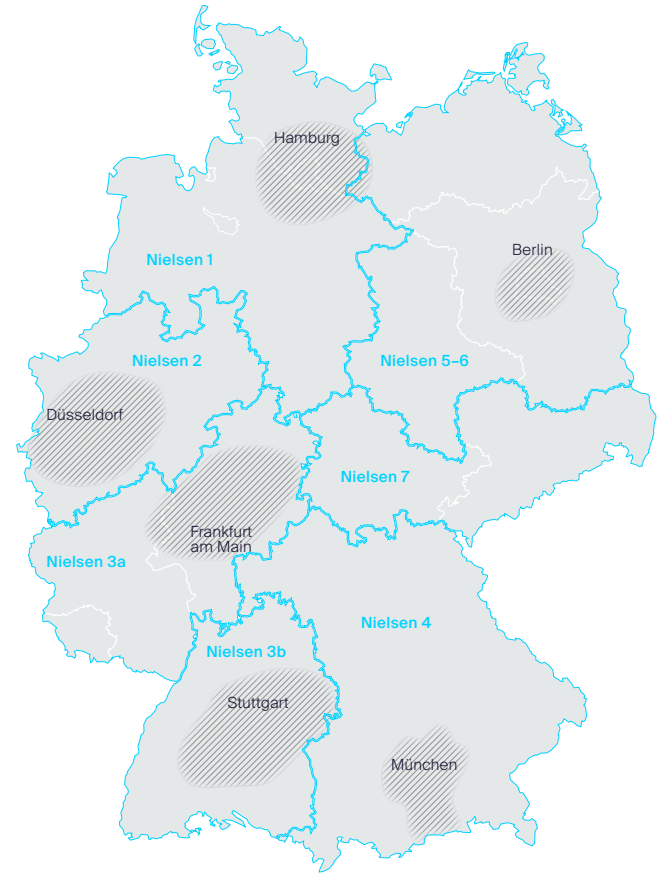 Hamburg
Berlin
Nielsen 1
Nielsen 2
Nielsen 5–6
Düsseldorf
Nielsen 7
Frankfurt
am Main
Nielsen 3a
Nielsen 4
Nielsen 3b
Stuttgart
München